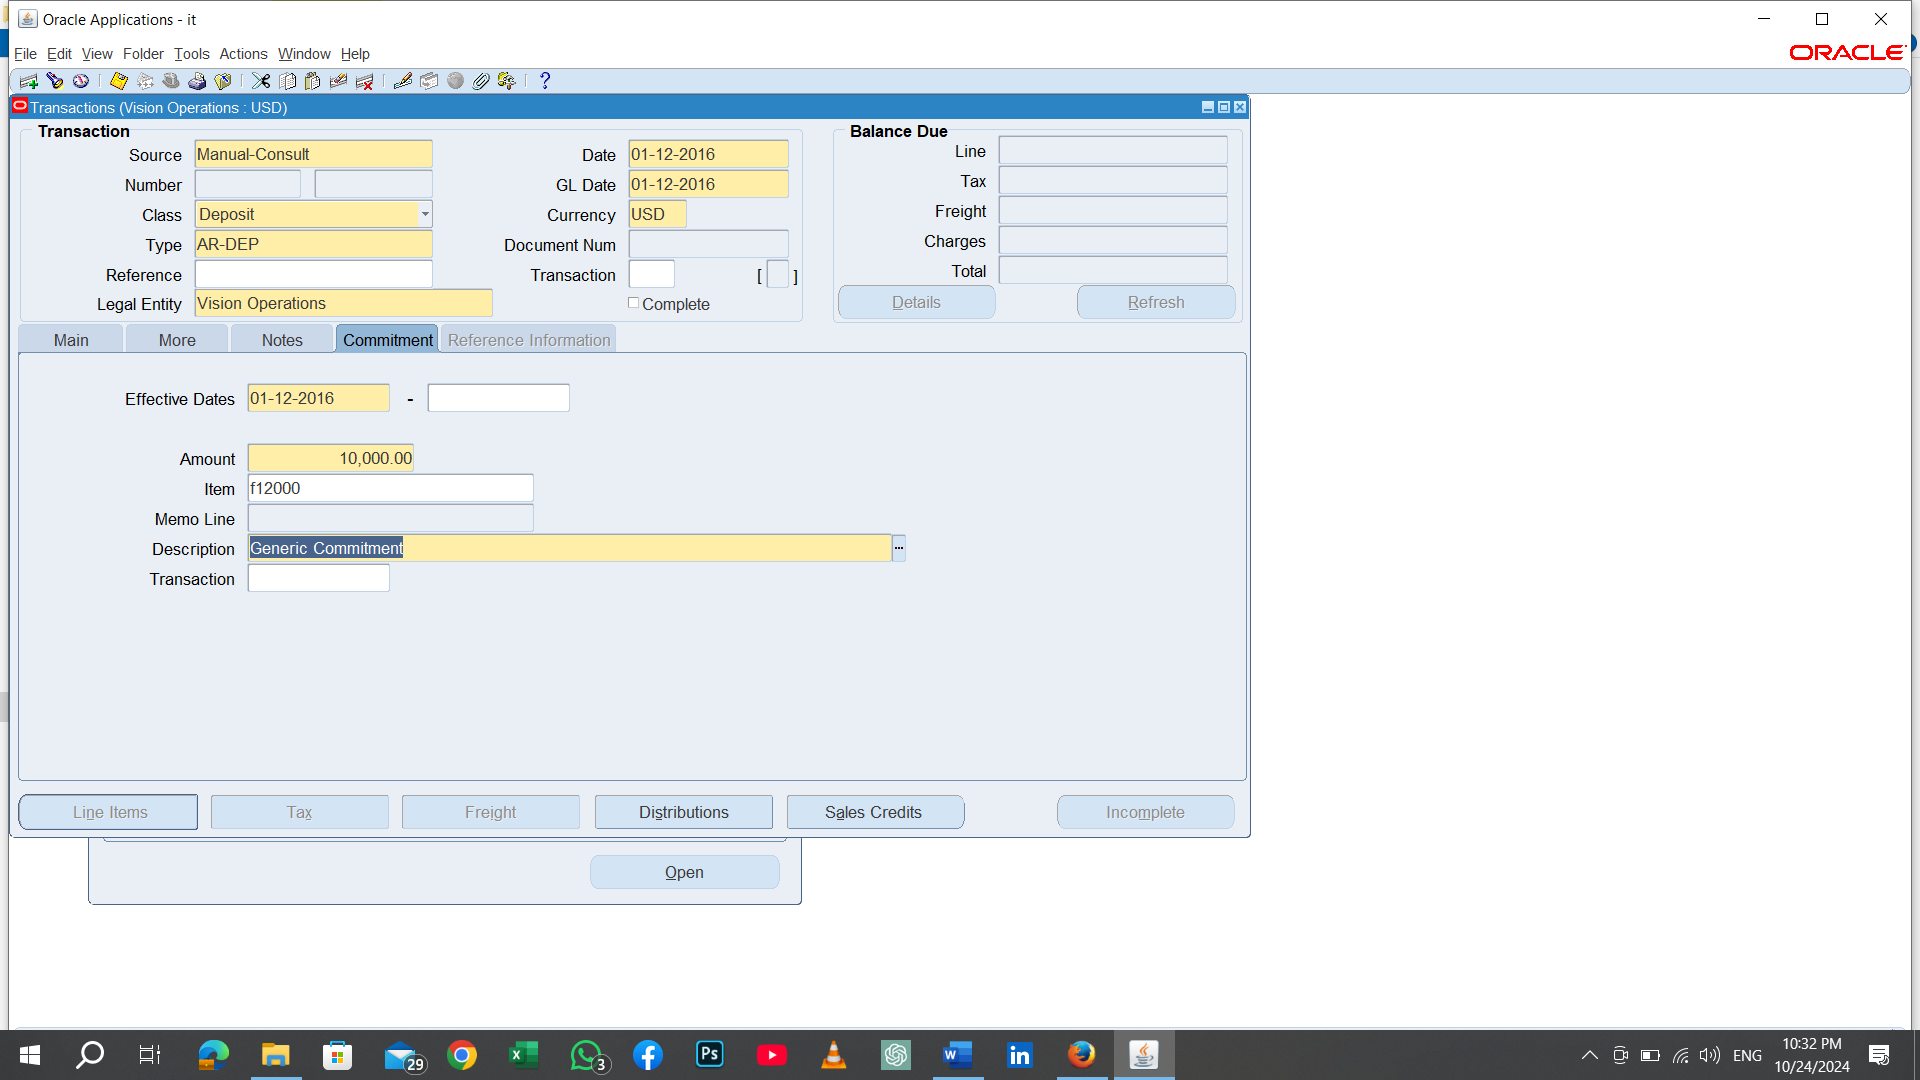 Oracle Applications - it
File Edit View Folder Tools Actions Window Help
ORACLE
Transactions (Vision Operations : USD)
Transaction
Source Manual-Consult
Number
Class Deposit
Type AR-DEP
Reference
Legal Entity Vision Operations
Date 01-12-2016
GL Date 01-12-2016
Currency USD
Document Num
Transaction [ ]
Complete
Balance Due
Line
Tax
Freight
Charges
Total
Details Refresh
Main More Notes Commitment Reference Information
Effective Dates 01-12-2016 -
Amount 10,000.00
Item f12000
Memo Line
Description Generic Commitment ...
Transaction
Line Items Tax Freight Distributions Sales Credits Incomplete
Open
29
3
Ps
ENG
10:32 PM
10/24/2024